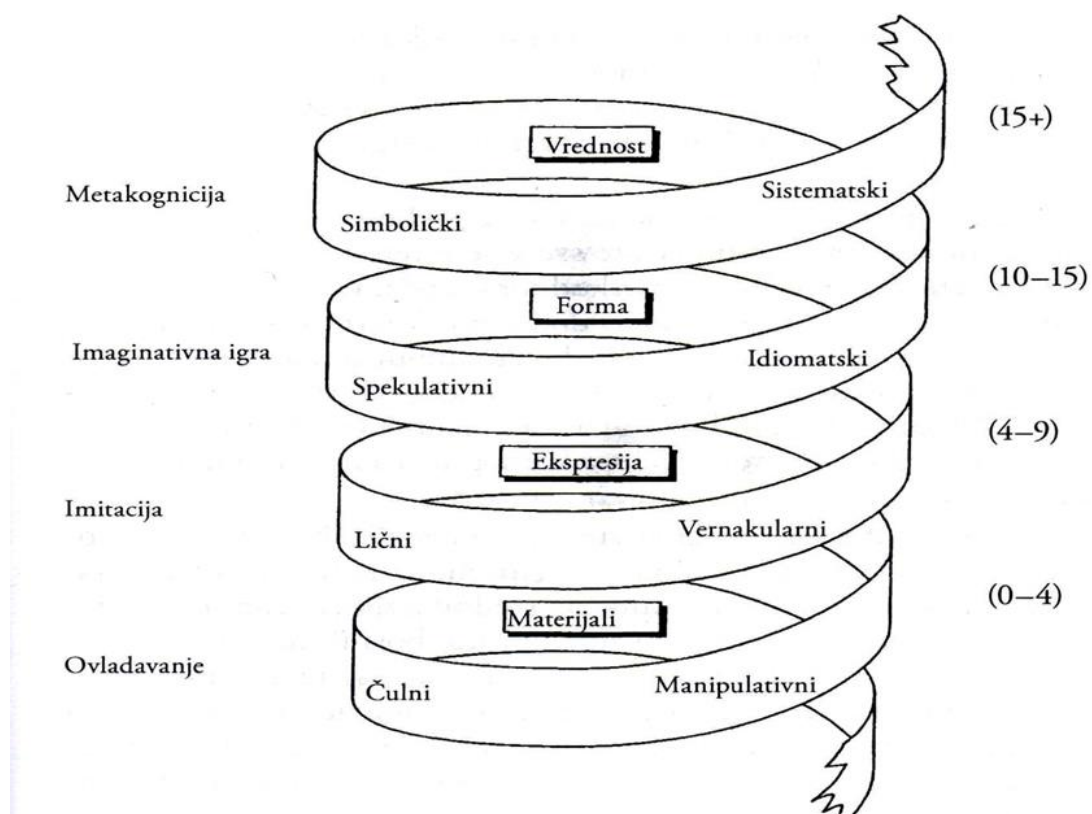 (15+)
Vrednost
Metakognicija
Sistematski
Simbolički
(10–15)
Forma
Imaginativna igra
Idiomatski
Spekulativni
(4–9)
Ekspresija
Imitacija
Vernakularni
Lični
(0–4)
Materijali
Ovladavanje
Manipulativni
Čulni